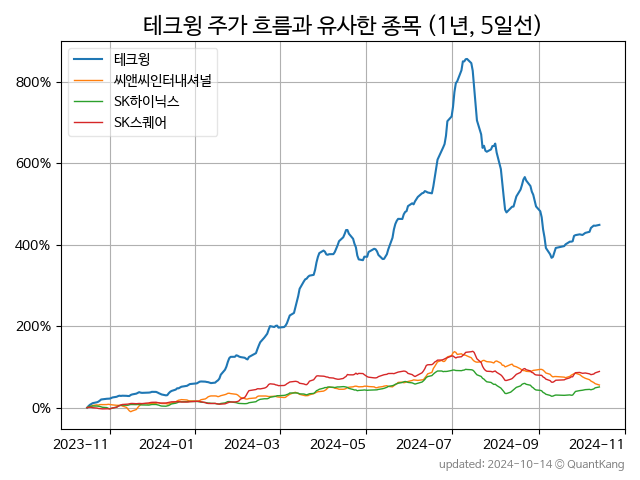 테크윙 주가 흐름과 유사한 종목 (1년, 5일선)
테크윙
씨앤씨인터내셔널
SK하이닉스
SK스퀘어
800%
600%
400%
200%
0%
2023-11 2024-01 2024-03 2024-05 2024-07 2024-09 2024-11
updated: 2024-10-14 © QuantKang